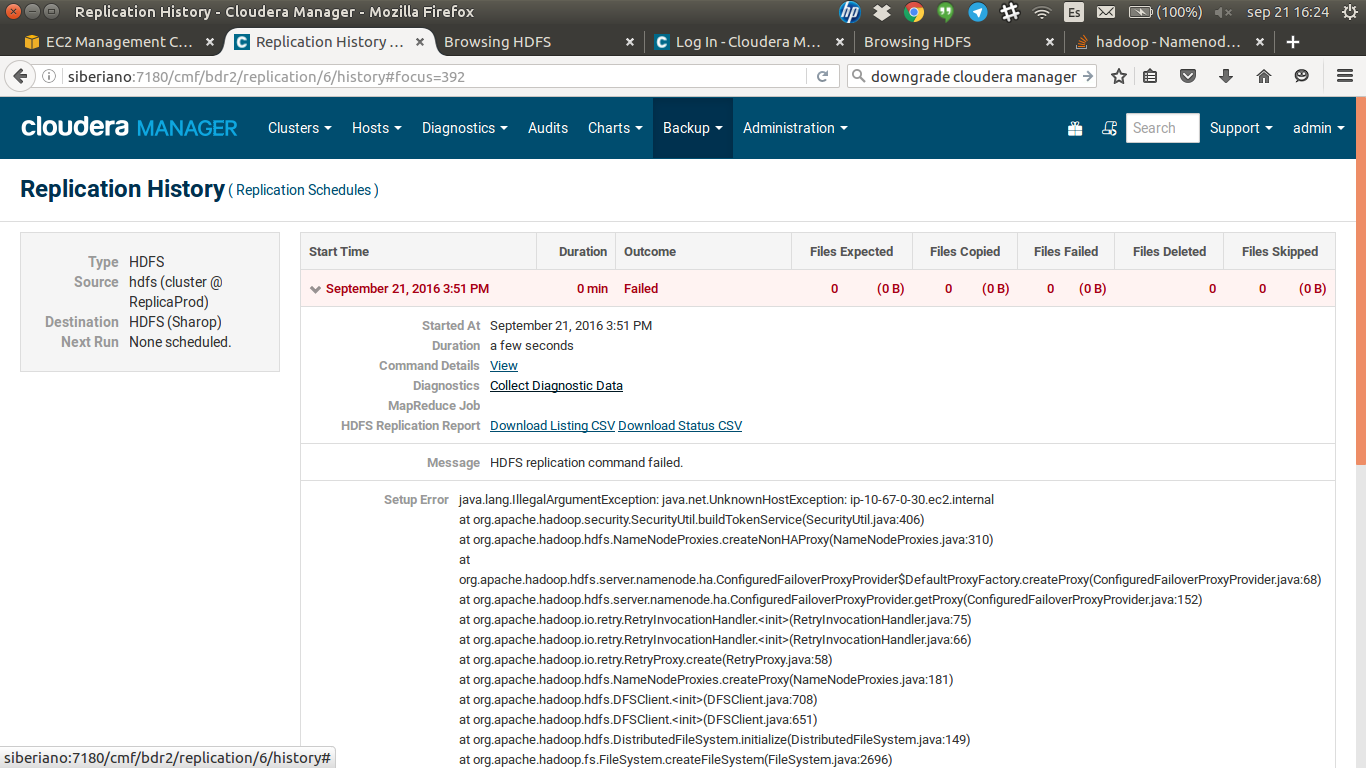 Replication History - Cloudera Manager - Mozilla Firefox
hp Es (100%) sep 21 16:24
EC2 Management C... × Replication History ... × Browsing HDFS × Log In - Cloudera M... × Browsing HDFS × hadoop - Namenod... × +
siberiano:7180/cmf/bdr2/replication/6/history#focus=392 downgrade cloudera manager
cloudera MANAGER Clusters Hosts Diagnostics Audits Charts Backup Administration Search Support admin
Replication History ( Replication Schedules )
Type HDFS
Source hdfs (cluster @
ReplicaProd)
Destination HDFS (Sharop)
Next Run None scheduled.
Start Time Duration Outcome Files Expected Files Copied Files Failed Files Deleted Files Skipped
September 21, 2016 3:51 PM 0 min Failed 0 (0 B) 0 (0 B) 0 (0 B) 0 0 (0 B)
Started At September 21, 2016 3:51 PM
Duration a few seconds
Command Details View
Diagnostics Collect Diagnostic Data
MapReduce Job
HDFS Replication Report Download Listing CSV Download Status CSV
Message HDFS replication command failed.
Setup Error java.lang.IllegalArgumentException: java.net.UnknownHostException: ip-10-67-0-30.ec2.internal
at org.apache.hadoop.security.SecurityUtil.buildTokenService(SecurityUtil.java:406)
at org.apache.hadoop.hdfs.NameNodeProxies.createNonHAProxy(NameNodeProxies.java:310)
at
org.apache.hadoop.hdfs.server.namenode.ha.ConfiguredFailoverProxyProvider$DefaultProxyFactory.createProxy(ConfiguredFailoverProxyProvider.java:68)
at org.apache.hadoop.hdfs.server.namenode.ha.ConfiguredFailoverProxyProvider.getProxy(ConfiguredFailoverProxyProvider.java:152)
at org.apache.hadoop.io.retry.RetryInvocationHandler.<init>(RetryInvocationHandler.java:75)
at org.apache.hadoop.io.retry.RetryInvocationHandler.<init>(RetryInvocationHandler.java:66)
at org.apache.hadoop.io.retry.RetryProxy.create(RetryProxy.java:58)
at org.apache.hadoop.hdfs.NameNodeProxies.createProxy(NameNodeProxies.java:181)
at org.apache.hadoop.hdfs.DFSClient.<init>(DFSClient.java:708)
at org.apache.hadoop.hdfs.DFSClient.<init>(DFSClient.java:651)
at org.apache.hadoop.hdfs.DistributedFileSystem.initialize(DistributedFileSystem.java:149)
at org.apache.hadoop.fs.FileSystem.createFileSystem(FileSystem.java:2696)
siberiano:7180/cmf/bdr2/replication/6/history#